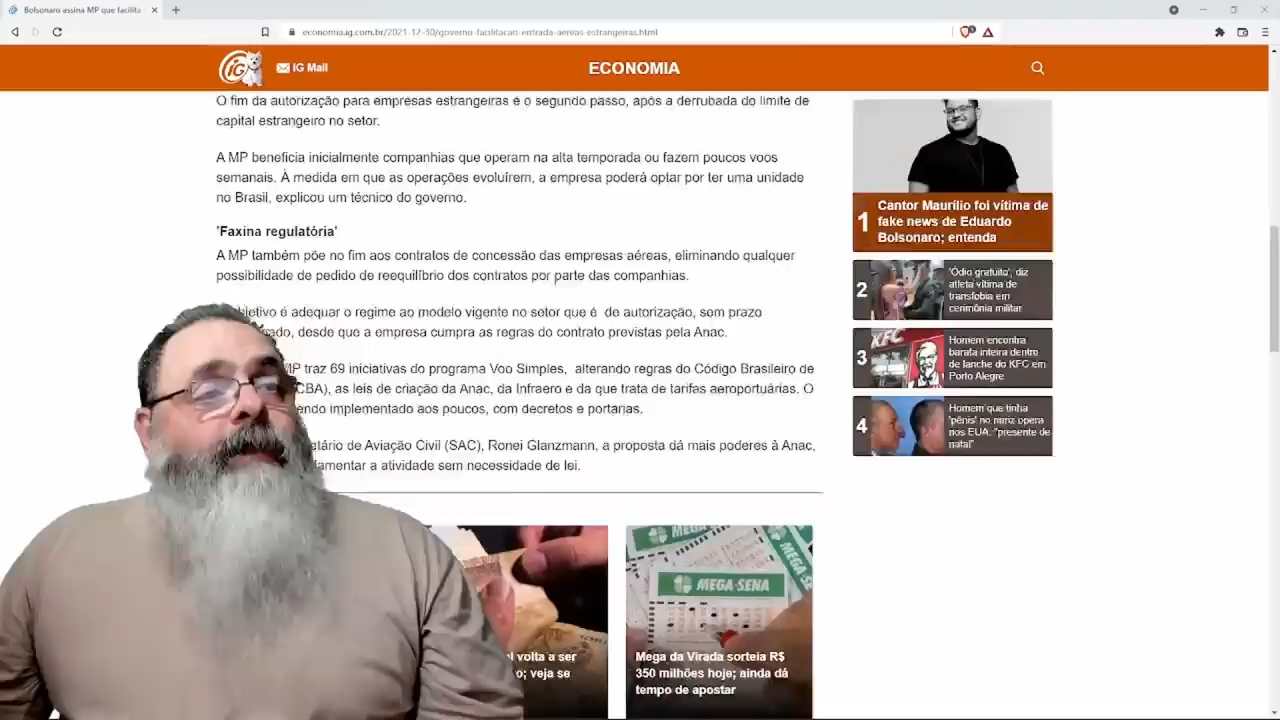 Bolsonaro assina MP que facilita
economia.ig.com.br/2021-12-30/governo-facilitacao-entrada-aereas-estrangeiras.html
iG
IG Mail
ECONOMIA
O fim da autorização para empresas estrangeiras é o segundo passo, após a derrubada do limite de
capital estrangeiro no setor.
A MP beneficia inicialmente companhias que operam na alta temporada ou fazem poucos voos
semanais. À medida em que as operações evoluírem, a empresa poderá optar por ter uma unidade
no Brasil, explicou um técnico do governo.
'Faxina regulatória'
A MP também põe no fim aos contratos de concessão das empresas aéreas, eliminando qualquer
possibilidade de pedido de reequilíbrio dos contratos por parte das companhias.
é adequar o regime ao modelo vigente no setor que é de autorização, sem prazo
desde que a empresa cumpra as regras do contrato previstas pela Anac.
MP traz 69 iniciativas do programa Voo Simples, alterando regras do Código Brasileiro de
as leis de criação da Anac, da Infraero e da que trata de tarifas aeroportuárias. O
implementado aos poucos, com decretos e portarias.
de Aviação Civil (SAC), Ronei Glanzmann, a proposta dá mais poderes à Anac,
a atividade sem necessidade de lei.
1
Cantor Maurílio foi vítima de
fake news de Eduardo
Bolsonaro; entenda
2
'Ódio gratuito', diz
atleta vítima de
transfobia em
cerimônia militar
KFC
3
Homem encontra
barata inteira dentro
de lanche do KFC em
Porto Alegre
4
Homem que tinha
'pênis' no nariz opera
nos EUA: "presente de
natal"
volta a ser
veja se
MEGA-SENA
Mega da Virada sorteia R$
350 milhões hoje; ainda dá
tempo de apostar